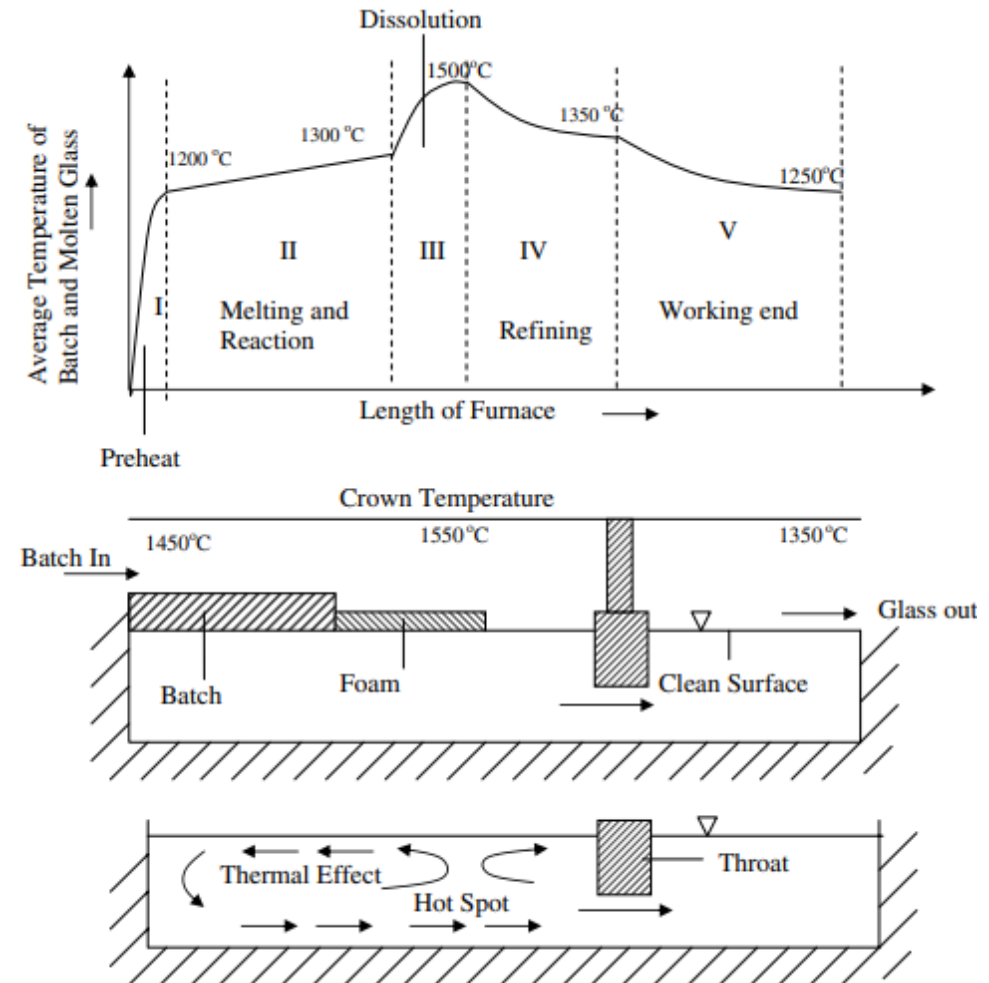 Dissolution
1500°C
1350 °C
1300 °C
1200 °C
1250°C
Average Temperature of
Batch and Molten Glass
I
II
III
IV
V
Melting and
Reaction
Refining
Working end
Length of Furnace
Preheat
Crown Temperature
1450°C
1550°C
1350°C
Batch In
Glass out
Batch
Foam
Clean Surface
Thermal Effect
Hot Spot
Throat